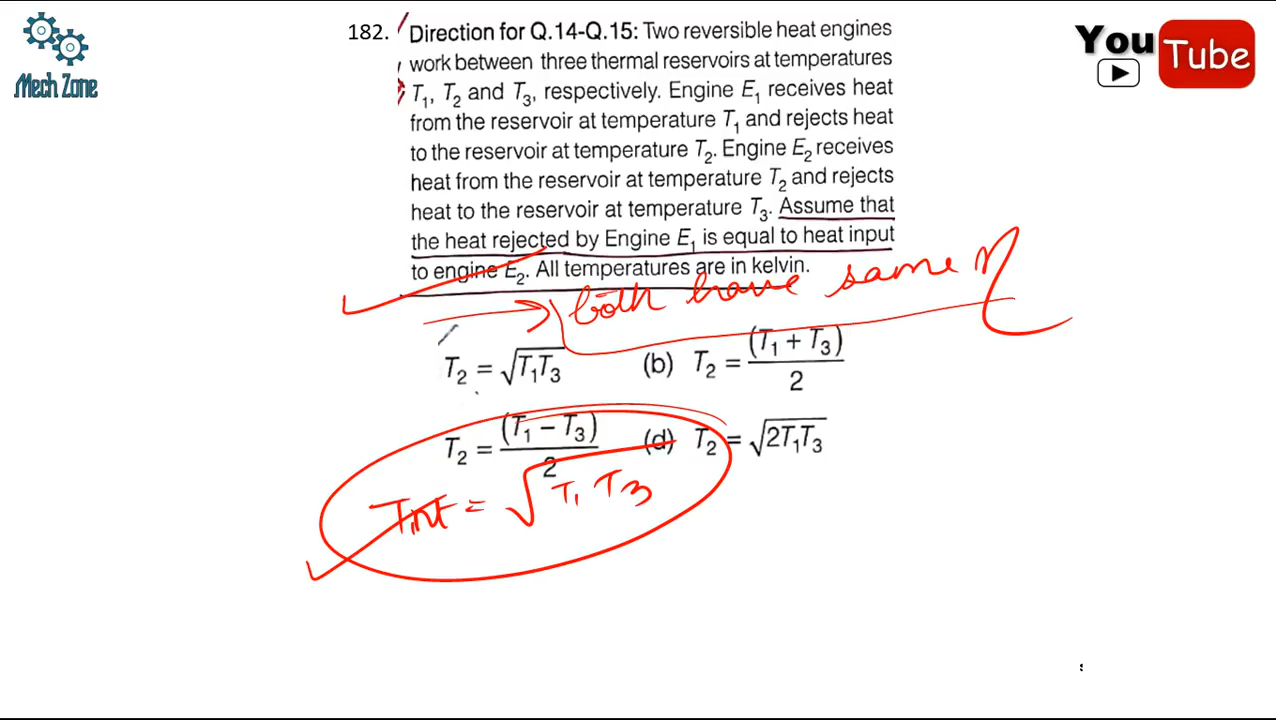 Mech Zone
You Tube
182. Direction for Q.14-Q.15: Two reversible heat engines
work between three thermal reservoirs at temperatures
T₁, T₂ and T₃, respectively. Engine E₁ receives heat
from the reservoir at temperature T₁ and rejects heat
to the reservoir at temperature T₂. Engine E₂ receives
heat from the reservoir at temperature T₂ and rejects
heat to the reservoir at temperature T₃. Assume that
the heat rejected by Engine E₁ is equal to heat input
to engine E₂. All temperatures are in kelvin.
both have same η
T₂ = √T₁T₃ (b) T₂ = (T₁ + T₃) / 2
T₂ = (T₁ − T₃) / 2 (d) T₂ = √2T₁T₃
Tint = √T₁ T₃